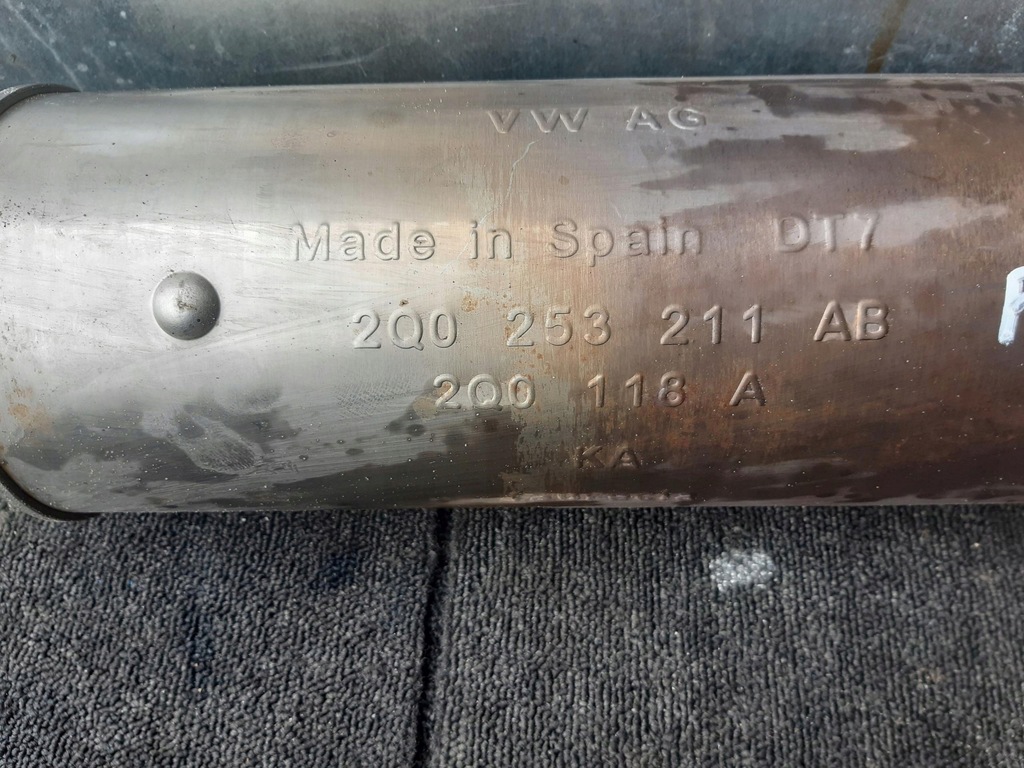 VW AG
Made in Spain DT7
2Q0 253 211 AB
2Q0 118 A
KA